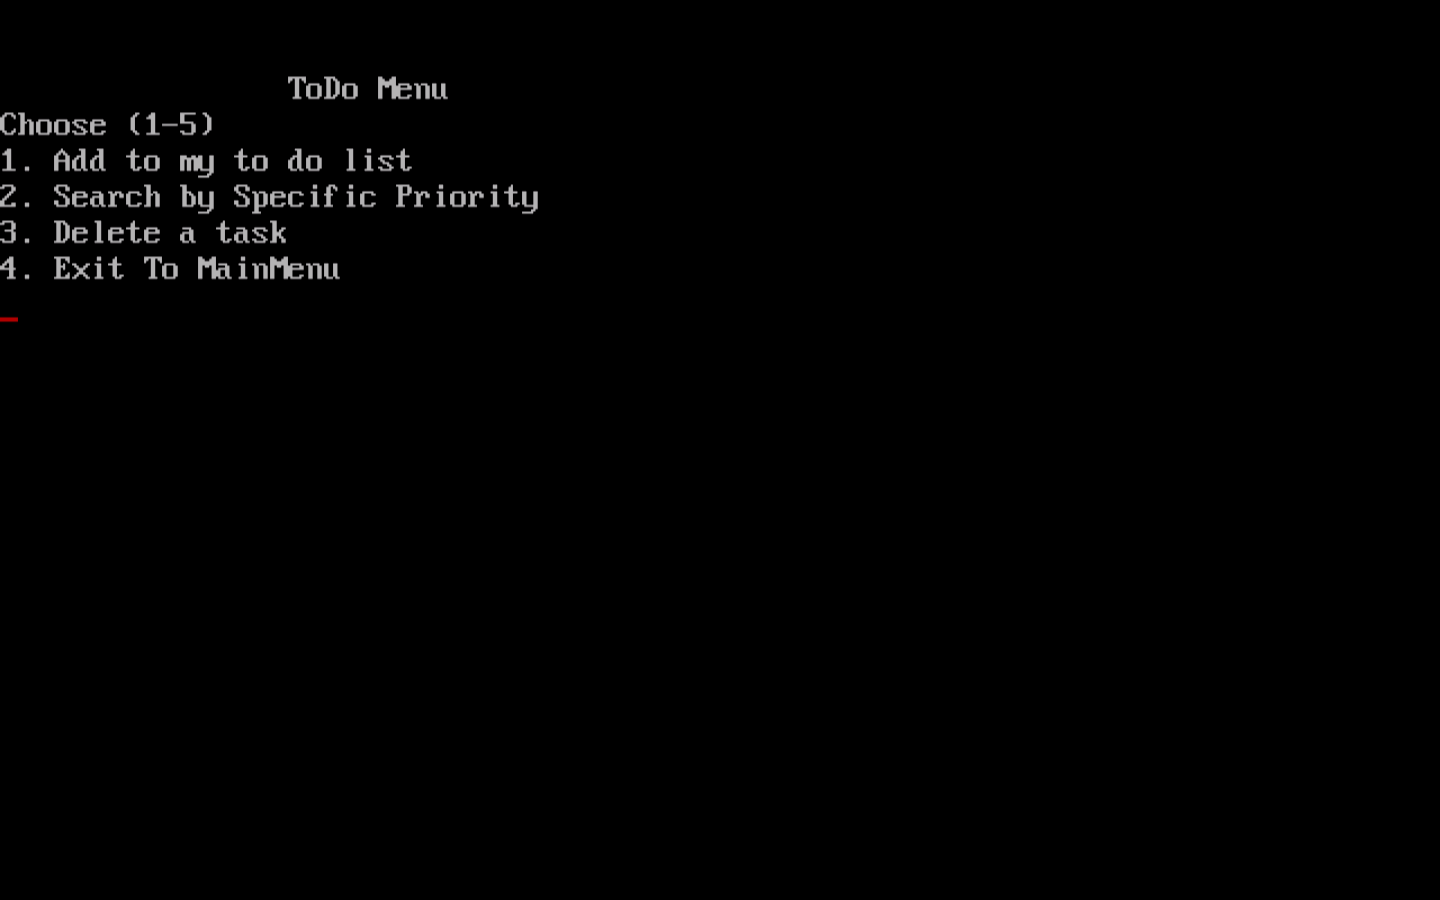 ToDo Menu
Choose (1-5)
1. Add to my to do list
2. Search by Specific Priority
3. Delete a task
4. Exit To MainMenu